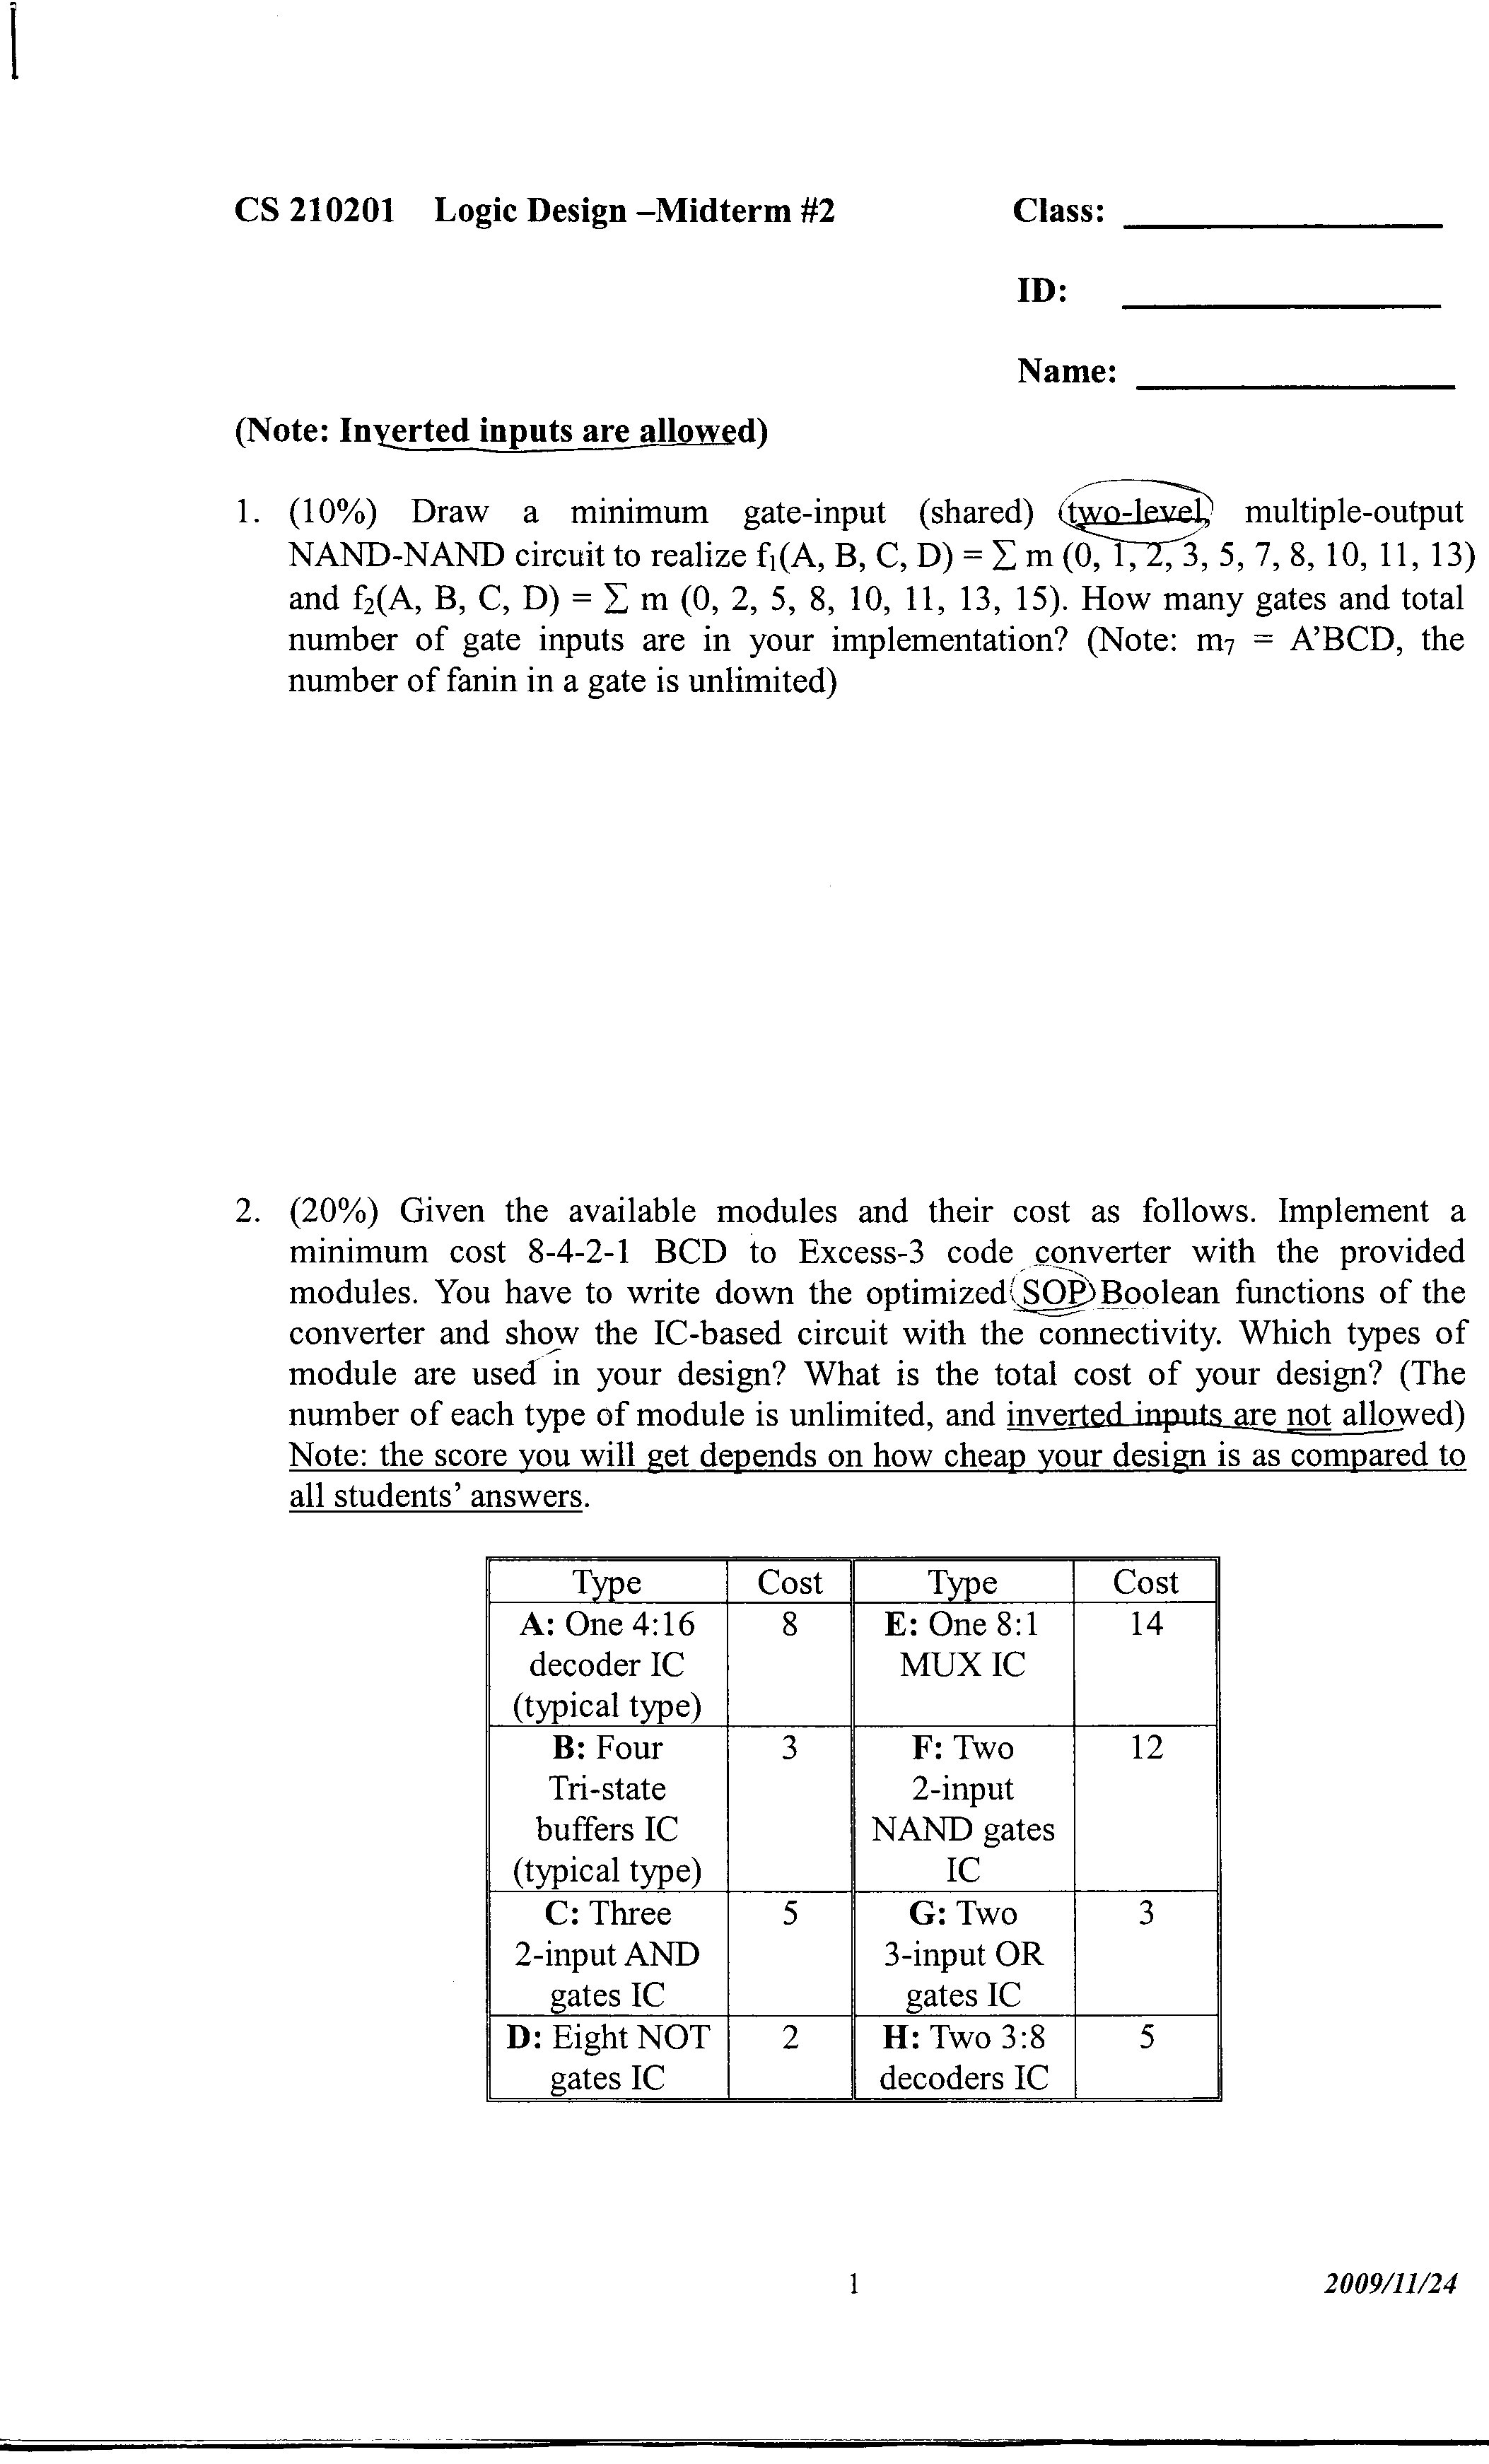 CS 210201 Logic Design –Midterm #2 Class:
ID:
Name:
(Note: Inverted inputs are allowed)
1. (10%) Draw a minimum gate-input (shared) two-level, multiple-output
NAND-NAND circuit to realize f₁(A, B, C, D) = ∑ m (0, 1, 2, 3, 5, 7, 8, 10, 11, 13)
and f₂(A, B, C, D) = ∑ m (0, 2, 5, 8, 10, 11, 13, 15). How many gates and total
number of gate inputs are in your implementation? (Note: m₇ = A’BCD, the
number of fanin in a gate is unlimited)
2. (20%) Given the available modules and their cost as follows. Implement a
minimum cost 8-4-2-1 BCD to Excess-3 code converter with the provided
modules. You have to write down the optimized SOP Boolean functions of the
converter and show the IC-based circuit with the connectivity. Which types of
module are used in your design? What is the total cost of your design? (The
number of each type of module is unlimited, and inverted inputs are not allowed)
Note: the score you will get depends on how cheap your design is as compared to
all students’ answers.
Type Cost Type Cost
A: One 4:16 8 E: One 8:1 14
decoder IC MUX IC
(typical type)
B: Four 3 F: Two 12
Tri-state 2-input
buffers IC NAND gates
(typical type) IC
C: Three 5 G: Two 3
2-input AND 3-input OR
gates IC gates IC
D: Eight NOT 2 H: Two 3:8 5
gates IC decoders IC
1 2009/11/24